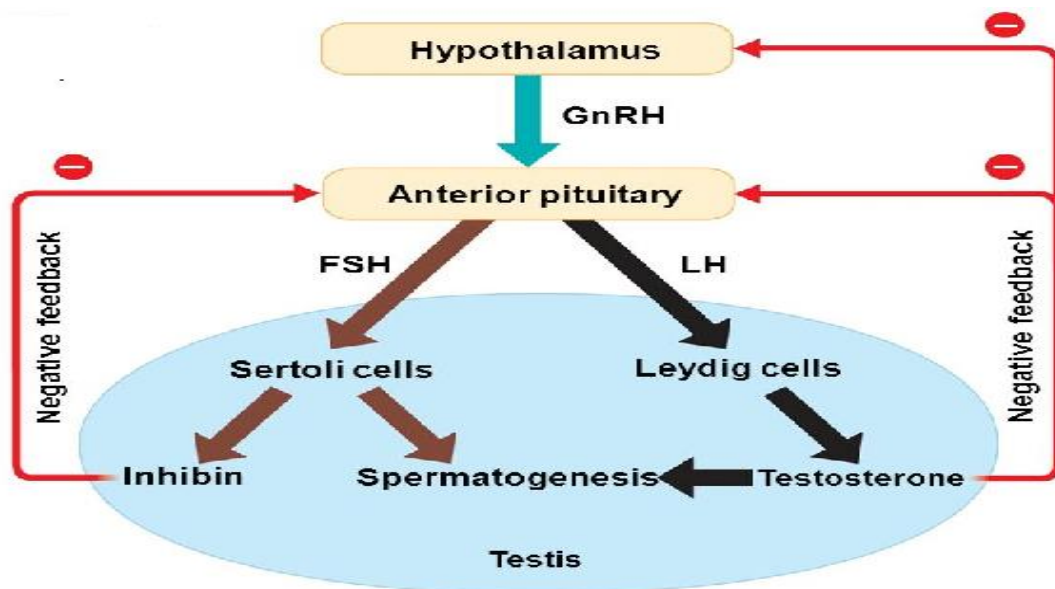 Hypothalamus
GnRH
Anterior pituitary
FSH
LH
Negative feedback
Negative feedback
Sertoli cells
Leydig cells
Inhibin
Spermatogenesis
Testosterone
Testis